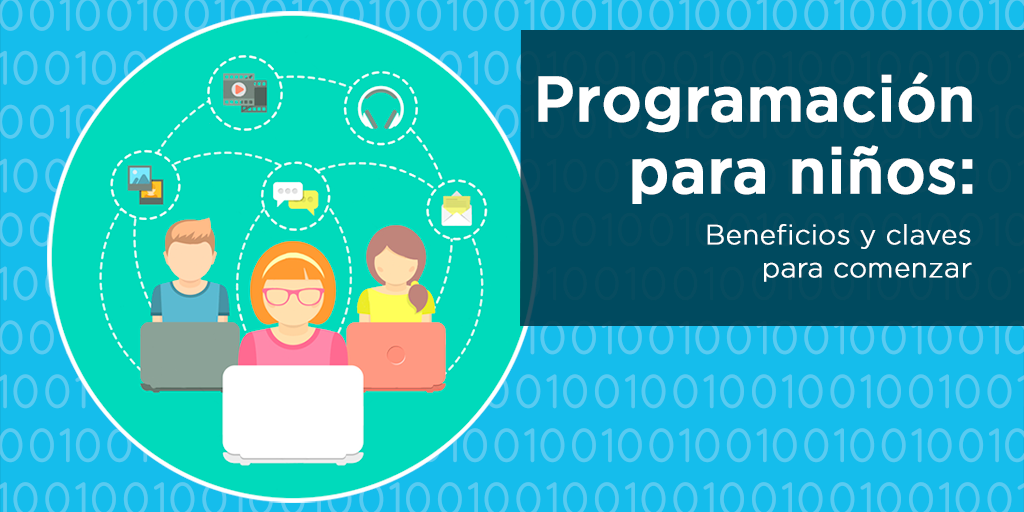 Programación
para niños:
Beneficios y claves
para comenzar